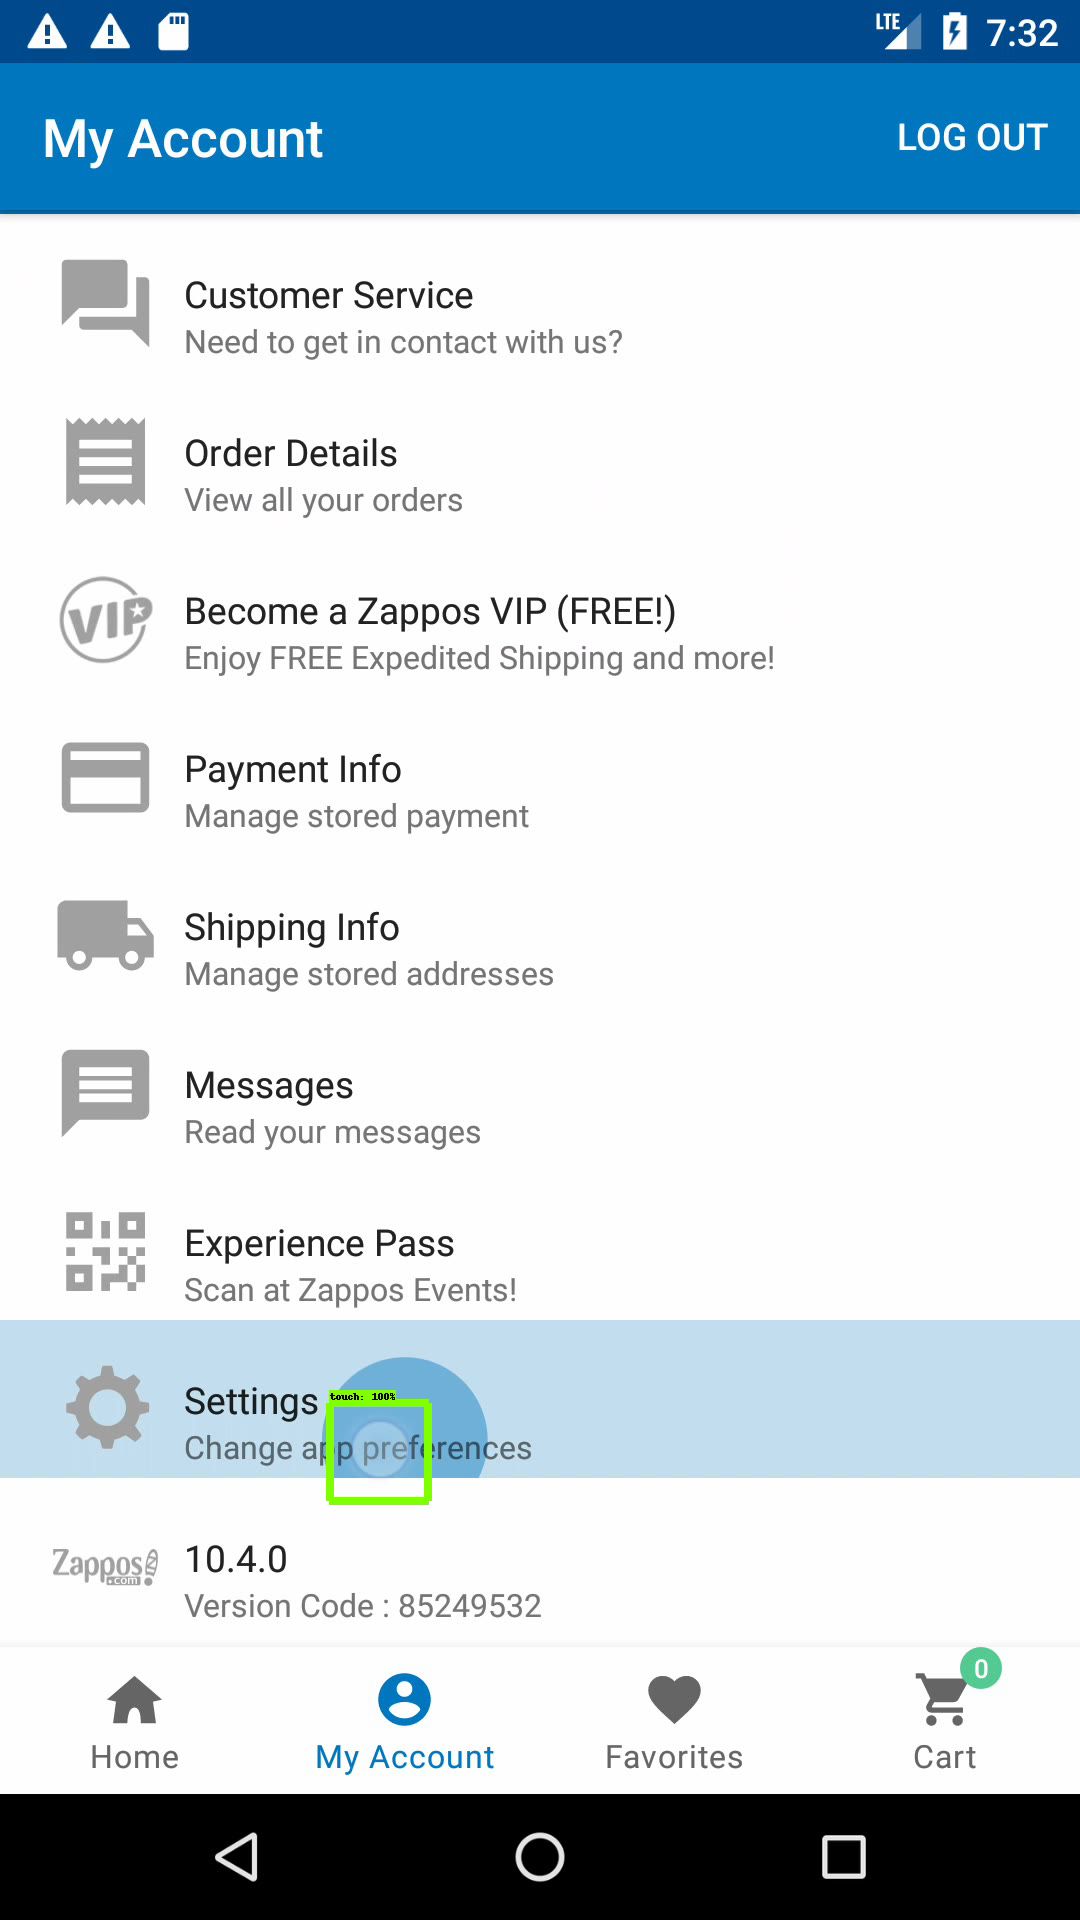 LTE 7:32
My Account LOG OUT
Customer Service
Need to get in contact with us?
Order Details
View all your orders
VIP
Become a Zappos VIP (FREE!)
Enjoy FREE Expedited Shipping and more!
Payment Info
Manage stored payment
Shipping Info
Manage stored addresses
Messages
Read your messages
Experience Pass
Scan at Zappos Events!
touch: 100%
Settings
Change app preferences
Zappos
.com
10.4.0
Version Code : 85249532
0
Home My Account Favorites Cart